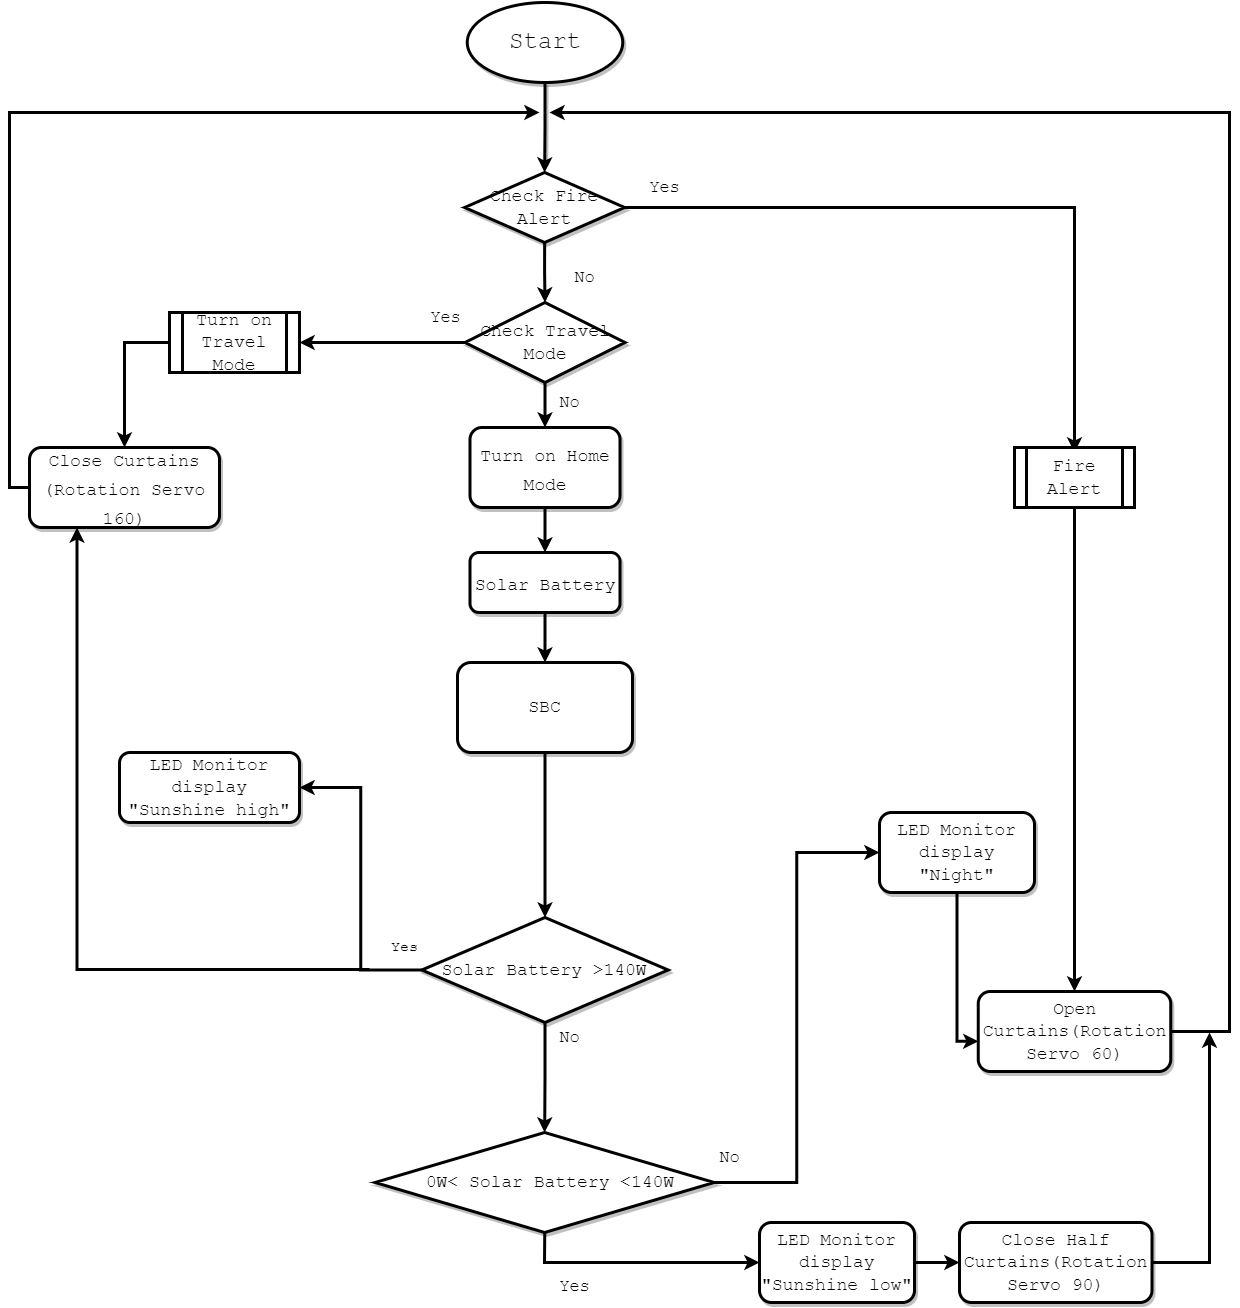 Start
Check Fire
Alert
Yes
No
Check Travel
Mode
Yes
Turn on
Travel
Mode
No
Close Curtains
(Rotation Servo
160)
Turn on Home
Mode
Fire
Alert
Solar Battery
SBC
LED Monitor
display
"Sunshine high"
LED Monitor
display
"Night"
Yes
Solar Battery >140W
No
Open
Curtains(Rotation
Servo 60)
0W< Solar Battery <140W
No
Yes
LED Monitor
display
"Sunshine low"
Close Half
Curtains(Rotation
Servo 90)